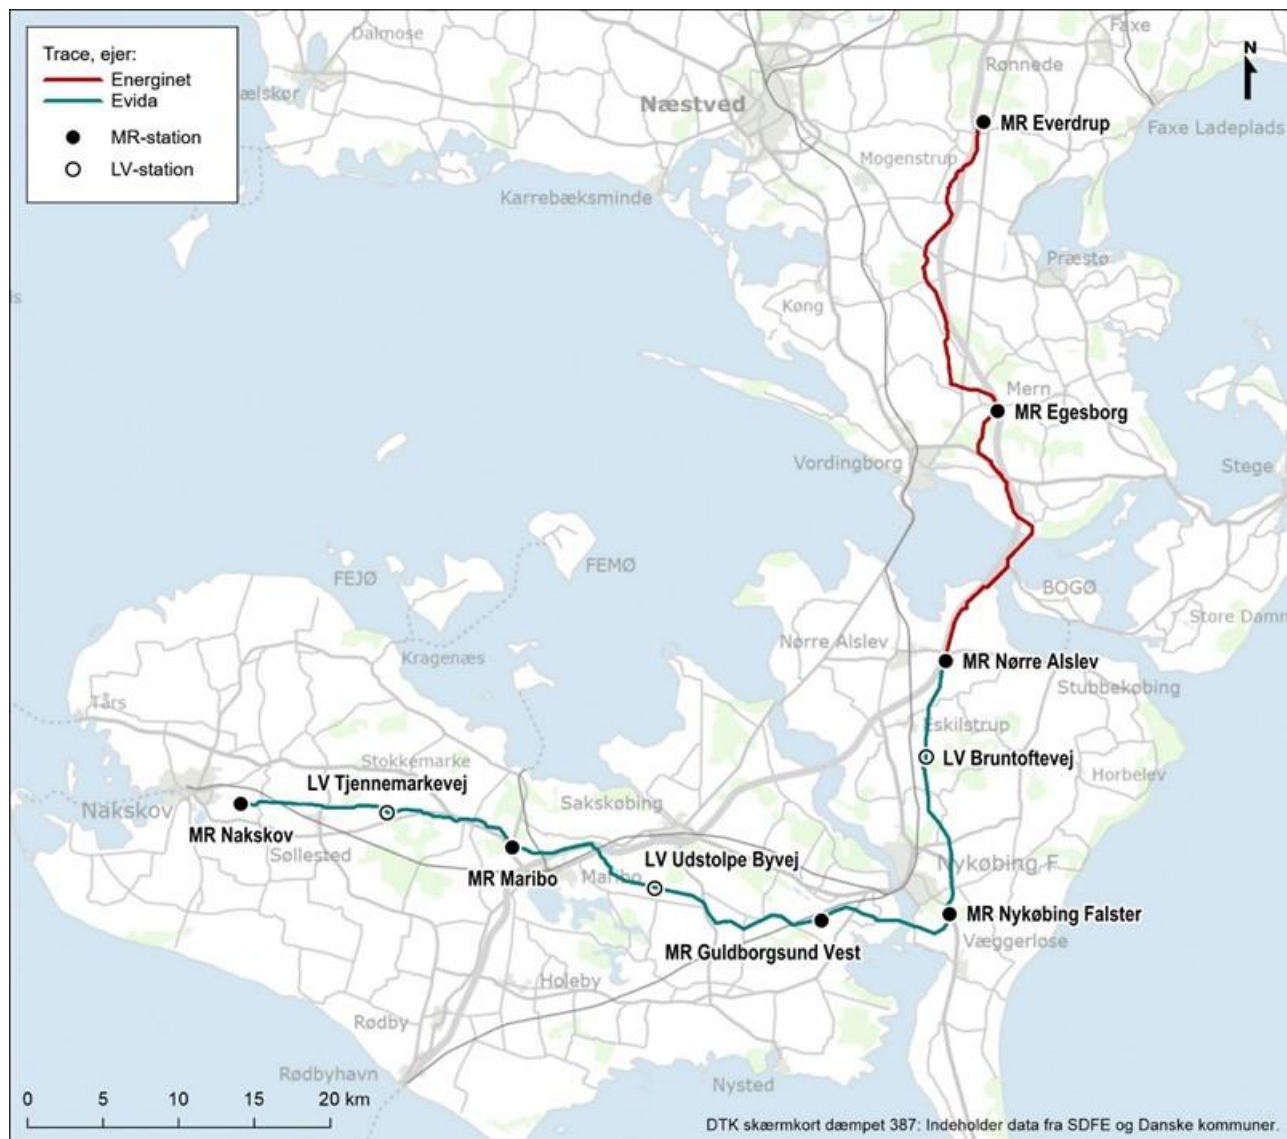 Trace, ejer:
Energinet
Evida
MR-station
LV-station
N
Dalmose
Faxe
Rønnede
ælskør
Næstved
MR Everdrup
Faxe Ladeplads
Mogenstrup
Karrebæksminde
Præstø
Køng
Mern
MR Egesborg
Vordingborg
Stege
FEMØ
FEJØ
BOGØ
Store Damm
Nørre Alslev
MR Nørre Alslev
Kragenæs
Stubbekøbing
Tårs
Eskilstrup
Stokkemarke
LV Bruntoftevej
Horbelev
LV Tjennemarkevej
Sakskøbing
Nakskov
MR Nakskov
Søllested
LV Udstolpe Byvej
Nykøbing F
MR Maribo
Maribo
MR Nykøbing Falster
Væggerløse
MR Guldborgsund Vest
Holeby
Rødby
Rødbyhavn
Nysted
0 5 10 15 20 km
DTK skærmkort dæmpet 387: Indeholder data fra SDFE og Danske kommuner.